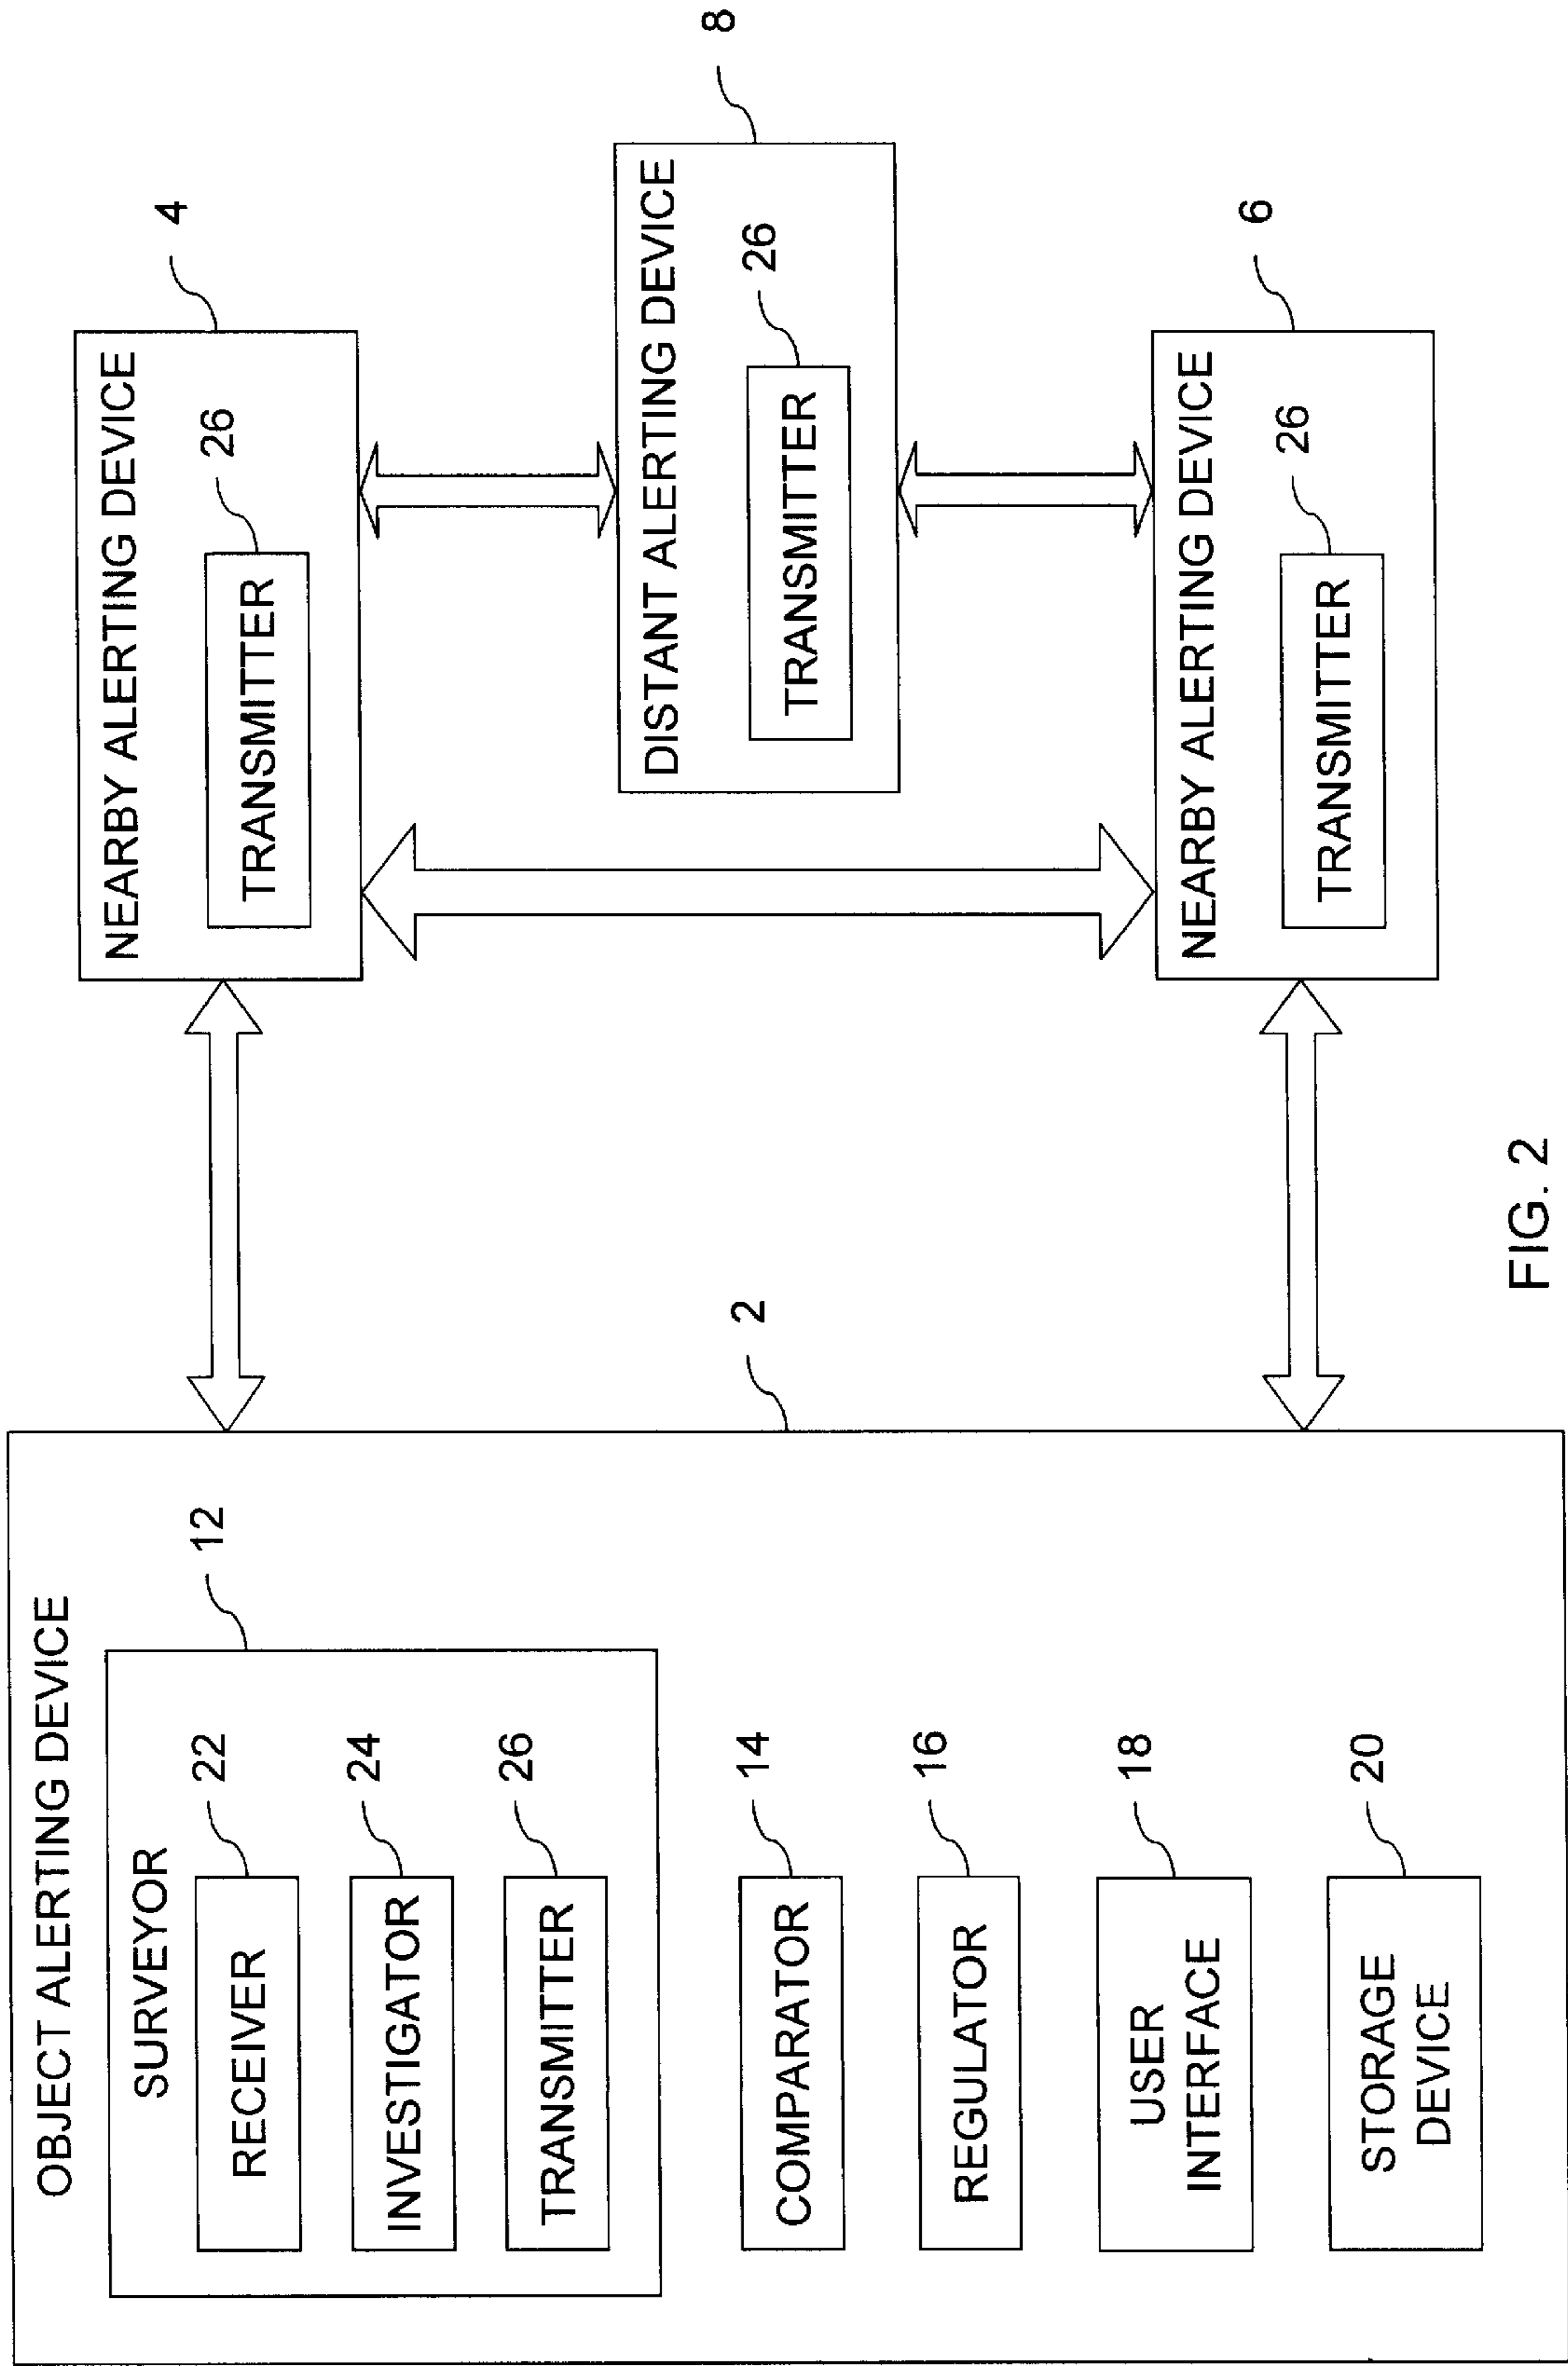 OBJECT ALERTING DEVICE
2
SURVEYOR
12
RECEIVER
22
INVESTIGATOR
24
TRANSMITTER
26
COMPARATOR
14
REGULATOR
16
USER
INTERFACE
18
STORAGE
DEVICE
20
NEARBY ALERTING DEVICE
4
TRANSMITTER
26
DISTANT ALERTING DEVICE
8
TRANSMITTER
26
NEARBY ALERTING DEVICE
6
TRANSMITTER
26
FIG. 2